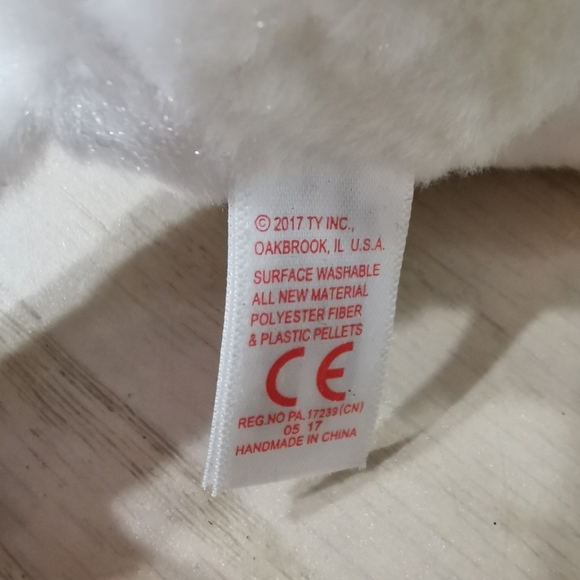 © 2017 TY INC.,
OAKBROOK, IL U.S.A.
SURFACE WASHABLE
ALL NEW MATERIAL
POLYESTER FIBER
& PLASTIC PELLETS
CE
REG.NO PA.17239(CN)
05 17
HANDMADE IN CHINA